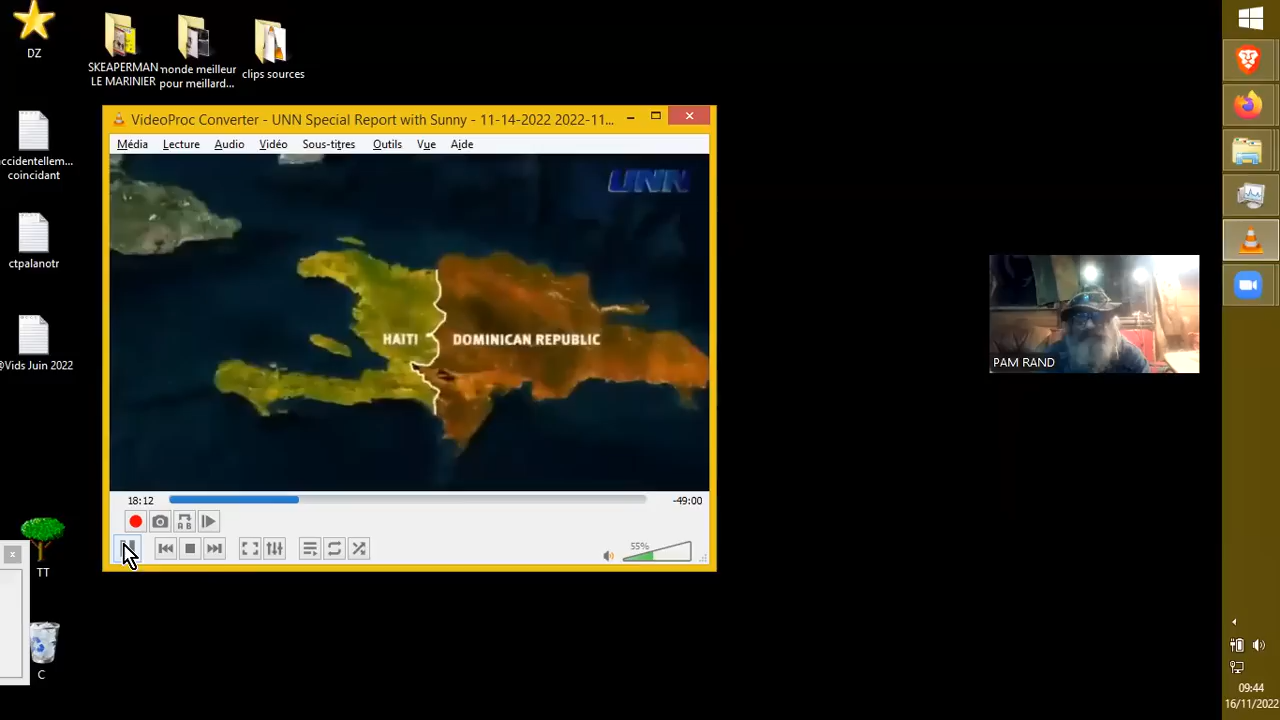 DZ
SKEAPERMAN
LE MARINIER
monde meilleur
pour meillard...
clips sources
ccidentellem...
coincidant
ctpalanotr
@Vids Juin 2022
TT
C
VideoProc Converter - UNN Special Report with Sunny - 11-14-2022 2022-11...
Média Lecture Audio Vidéo Sous-titres Outils Vue Aide
UNN
HAITI
DOMINICAN REPUBLIC
18:12
-49:00
A B
55%
PAM RAND
09:44
16/11/2022